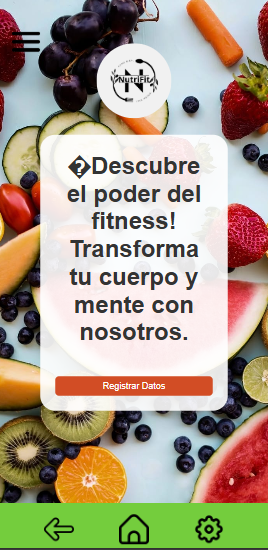 NutriFit
�Descubre
el poder del
fitness!
Transforma
tu cuerpo y
mente con
nosotros.
Registrar Datos